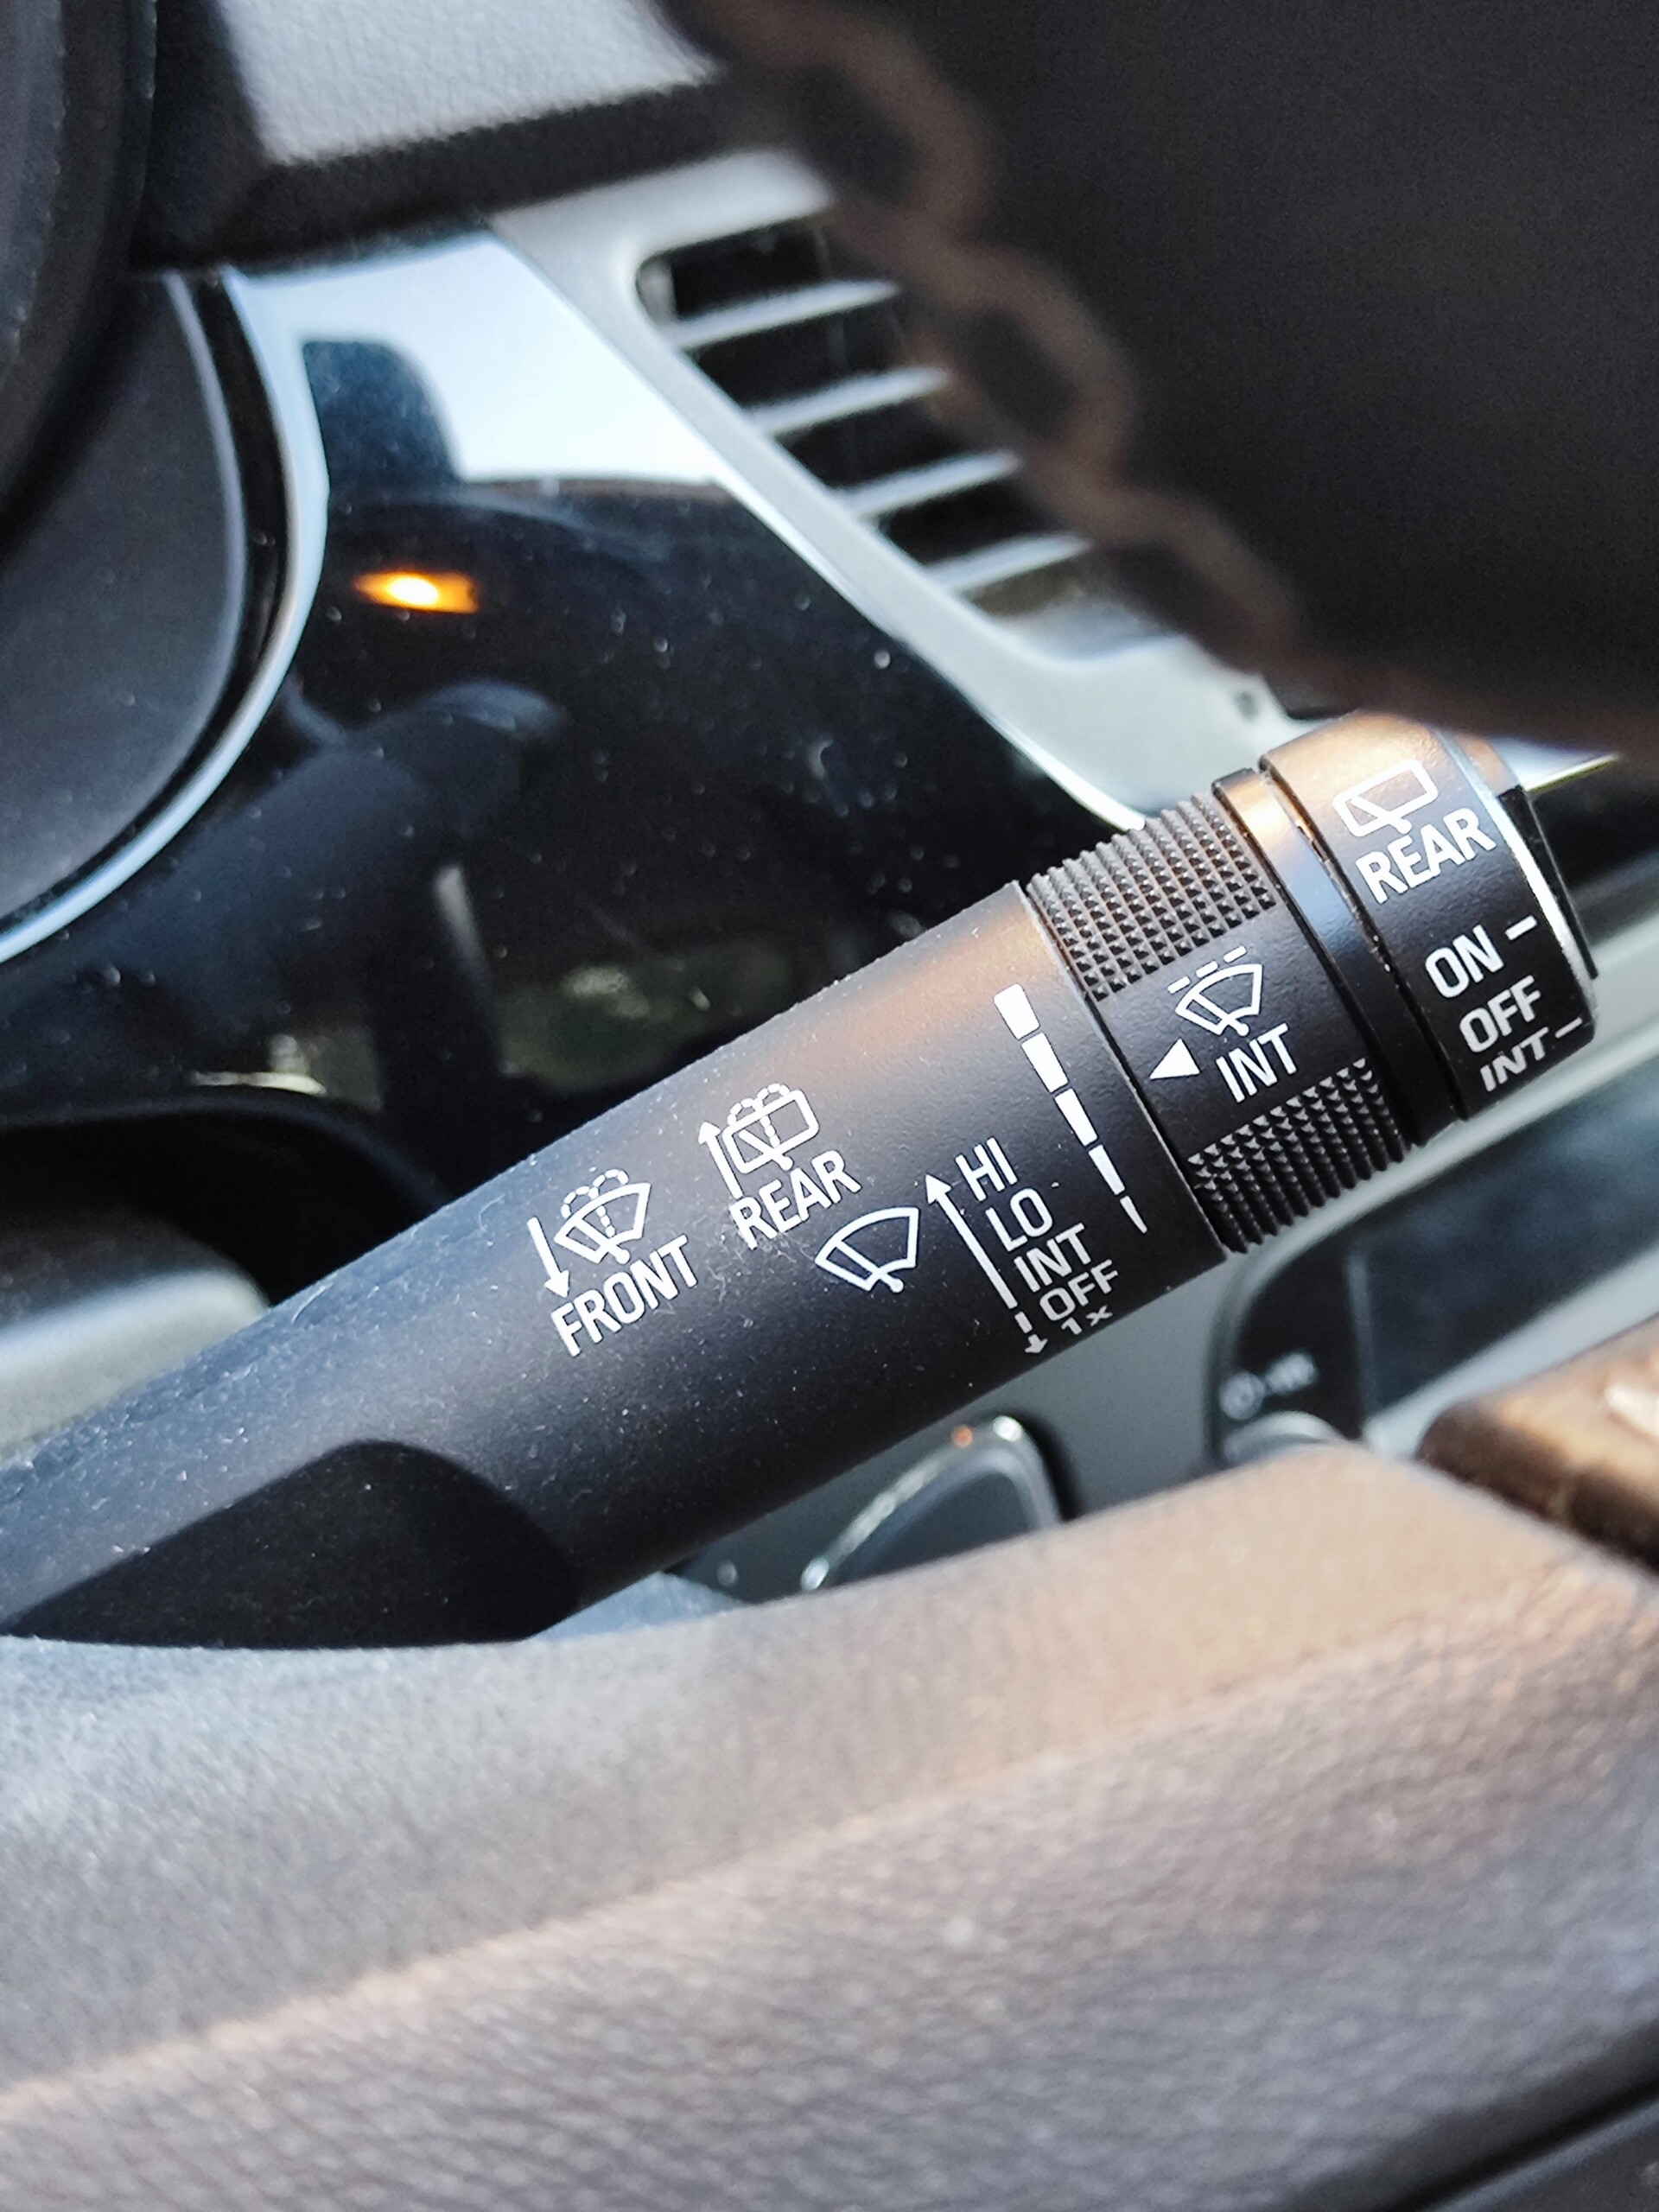 REAR
ON
OFF
INT
INT
HI
LO
INT
OFF
1x
REAR
FRONT